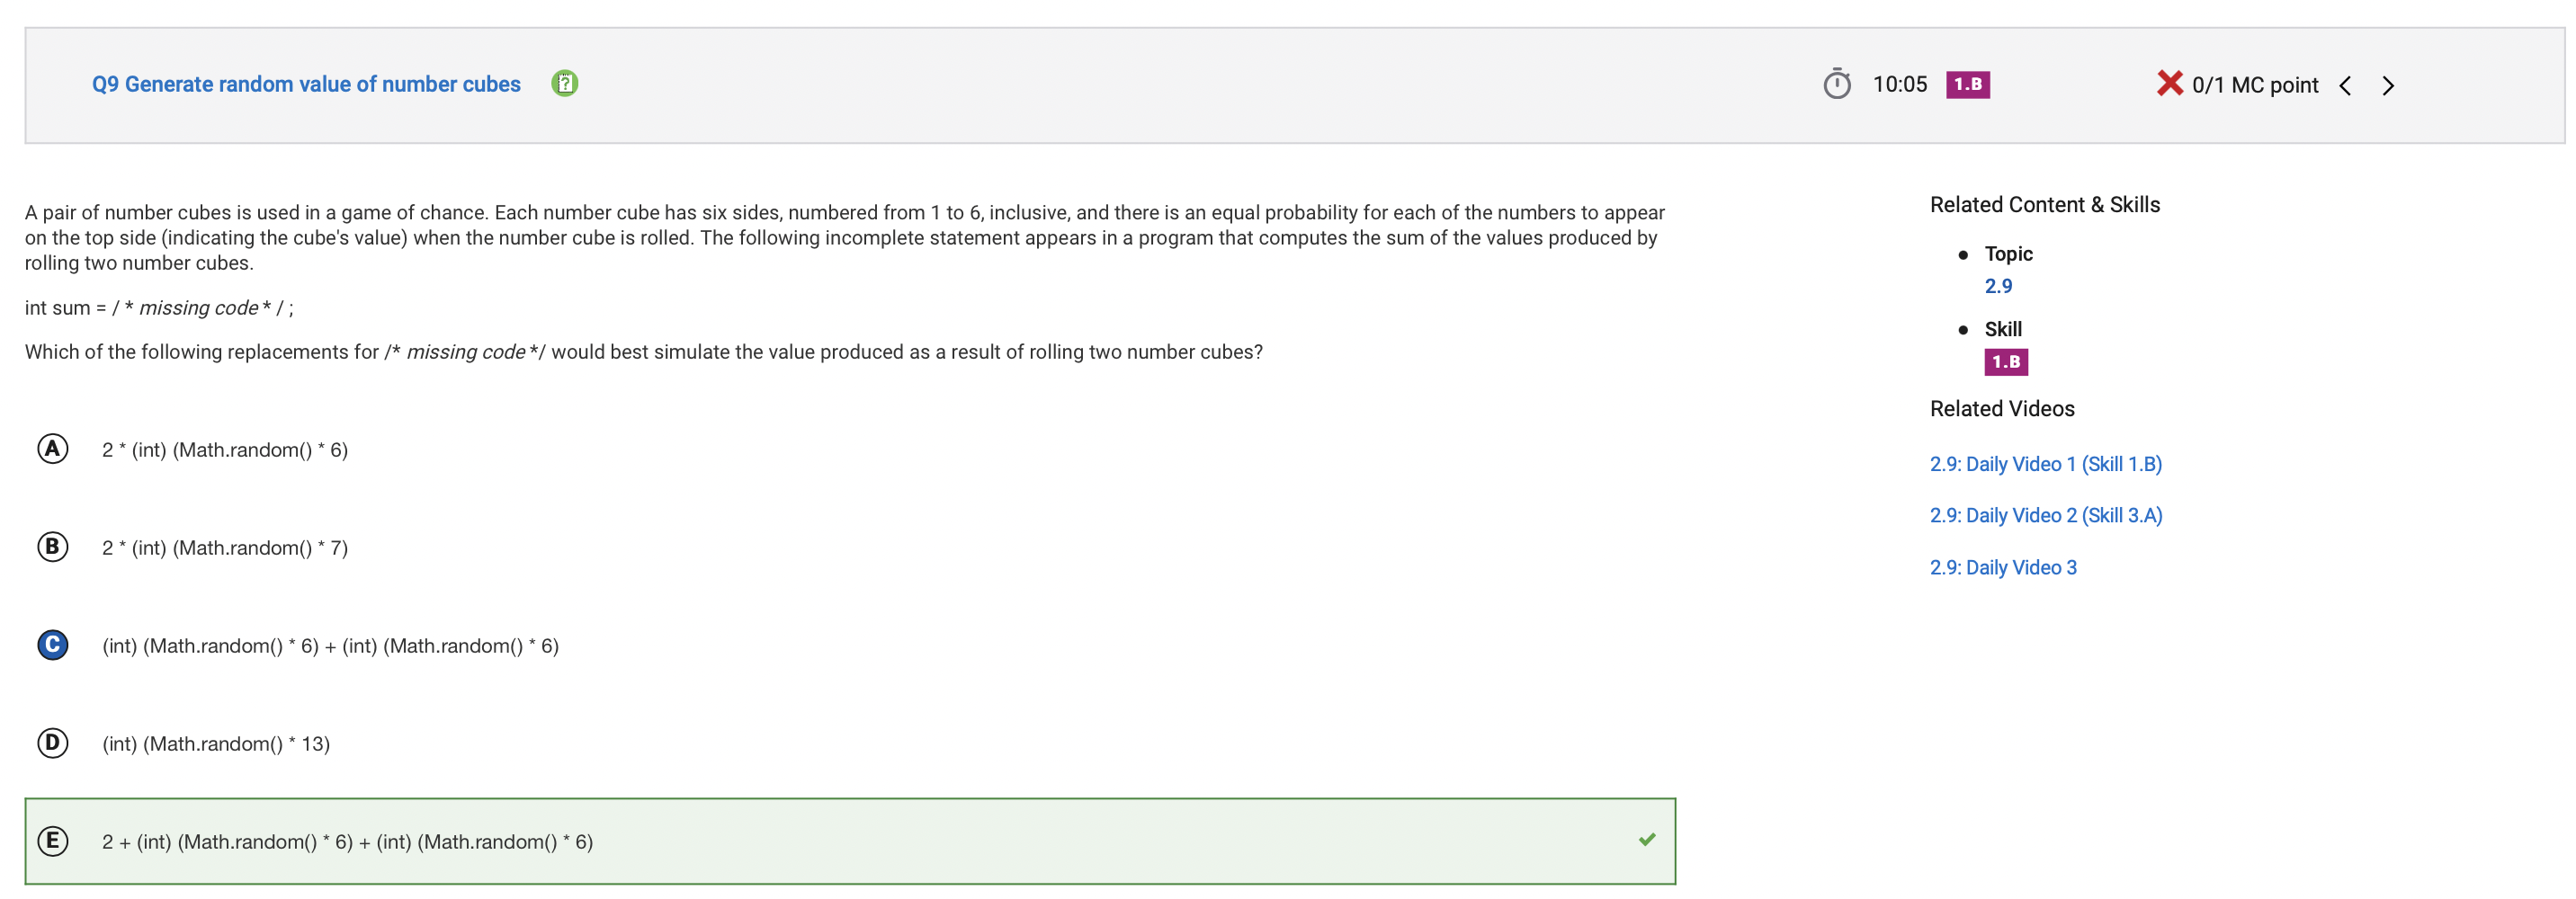 Q9 Generate random value of number cubes
10:05 1.B
0/1 MC point
A pair of number cubes is used in a game of chance. Each number cube has six sides, numbered from 1 to 6, inclusive, and there is an equal probability for each of the numbers to appear
on the top side (indicating the cube's value) when the number cube is rolled. The following incomplete statement appears in a program that computes the sum of the values produced by
rolling two number cubes.
int sum = / * missing code * / ;
Which of the following replacements for /* missing code */ would best simulate the value produced as a result of rolling two number cubes?
A 2 * (int) (Math.random() * 6)
B 2 * (int) (Math.random() * 7)
C (int) (Math.random() * 6) + (int) (Math.random() * 6)
D (int) (Math.random() * 13)
E 2 + (int) (Math.random() * 6) + (int) (Math.random() * 6)
Related Content & Skills
Topic
2.9
Skill
1.B
Related Videos
2.9: Daily Video 1 (Skill 1.B)
2.9: Daily Video 2 (Skill 3.A)
2.9: Daily Video 3